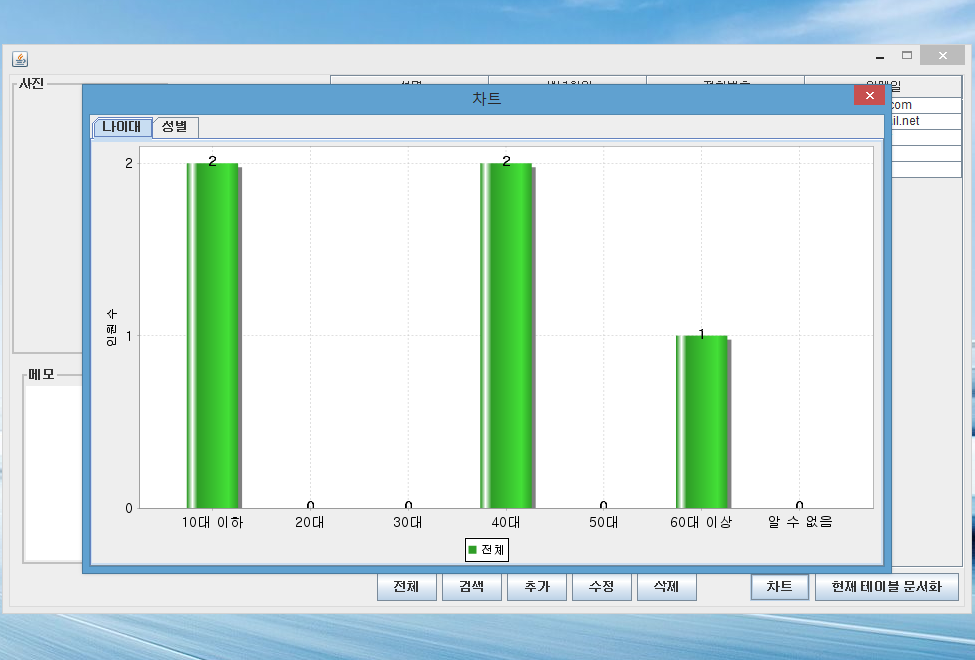 사진
이메일
com
il.net
메모
차트
나이대
성별
인원 수
2
1
0
2
0
0
2
0
1
0
10대 이하
20대
30대
40대
50대
60대 이상
알 수 없음
전체
전체
검색
추가
수정
삭제
차트
현재 테이블 문서화